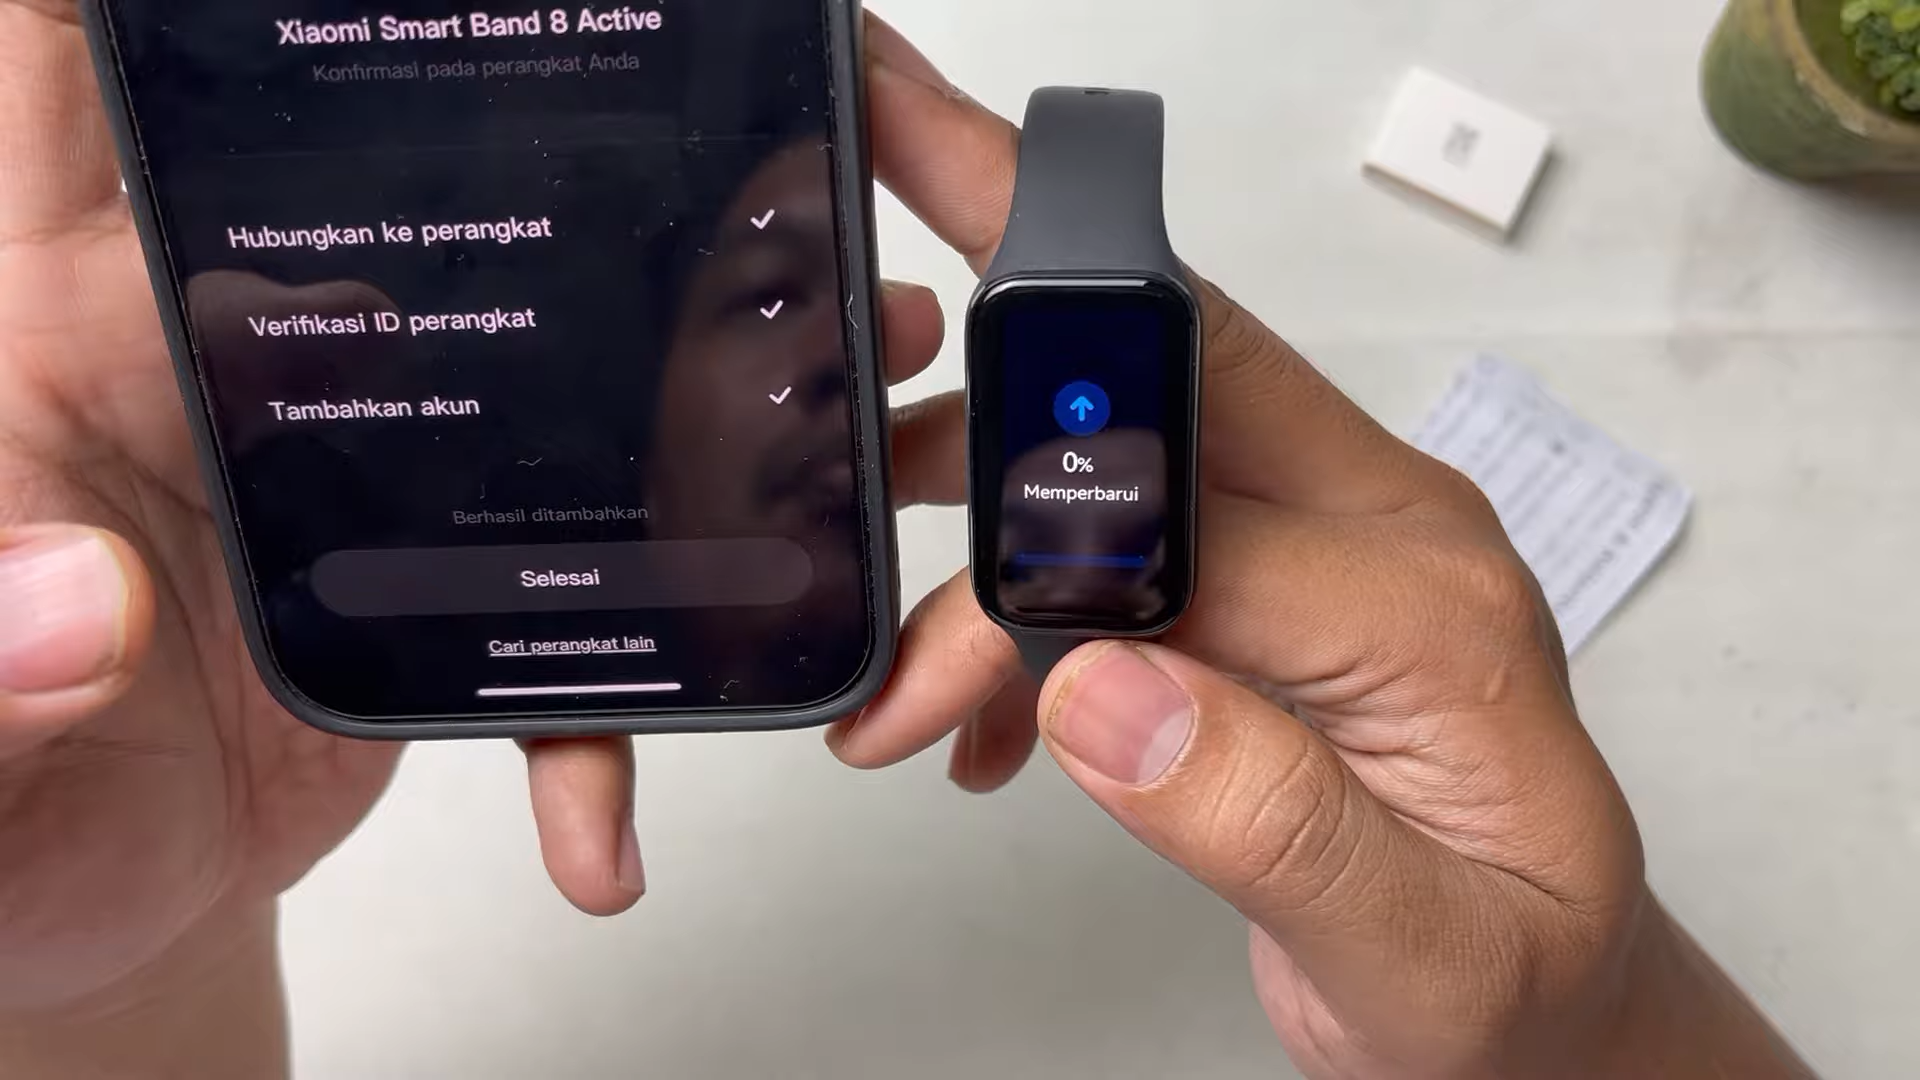 Xiaomi Smart Band 8 Active
Konfirmasi pada perangkat Anda
Hubungkan ke perangkat
Verifikasi ID perangkat
Tambahkan akun
Berhasil ditambahkan
Selesai
Cari perangkat lain
0%
Memperbarui